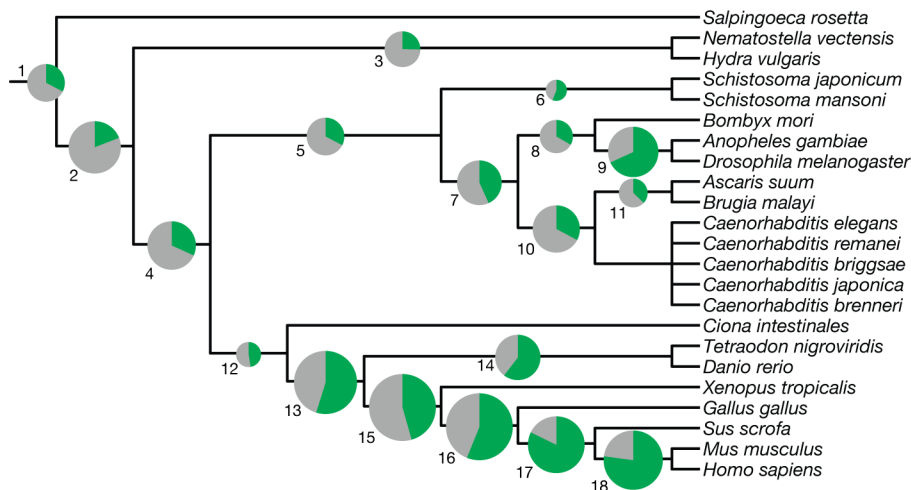 Salpingoeca rosetta
1
Nematostella vectensis
3
Hydra vulgaris
Schistosoma japonicum
6
Schistosoma mansoni
Bombyx mori
2
5
8
Anopheles gambiae
9
Drosophila melanogaster
Ascaris suum
7
11
Brugia malayi
Caenorhabditis elegans
10
Caenorhabditis remanei
4
Caenorhabditis briggsae
Caenorhabditis japonica
Caenorhabditis brenneri
Ciona intestinales
Tetraodon nigroviridis
12
14
Danio rerio
Xenopus tropicalis
13
Gallus gallus
15
Sus scrofa
16
Mus musculus
17
Homo sapiens
18